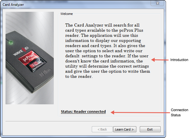 Card Analyzer
Welcome
The Card Analyzer will search for all
card types available to the pcProx Plus
reader. The application will use this
information to display our supporting
readers and card types. It also gives the
user the option to select and write our
default settings to the reader. If the user
doesn't know the card information, the
utility will determine the correct settings
and give the user the option to write them
to the reader.
Introduction
Status: Reader connected
Connection
Status
Learn Card >
Exit